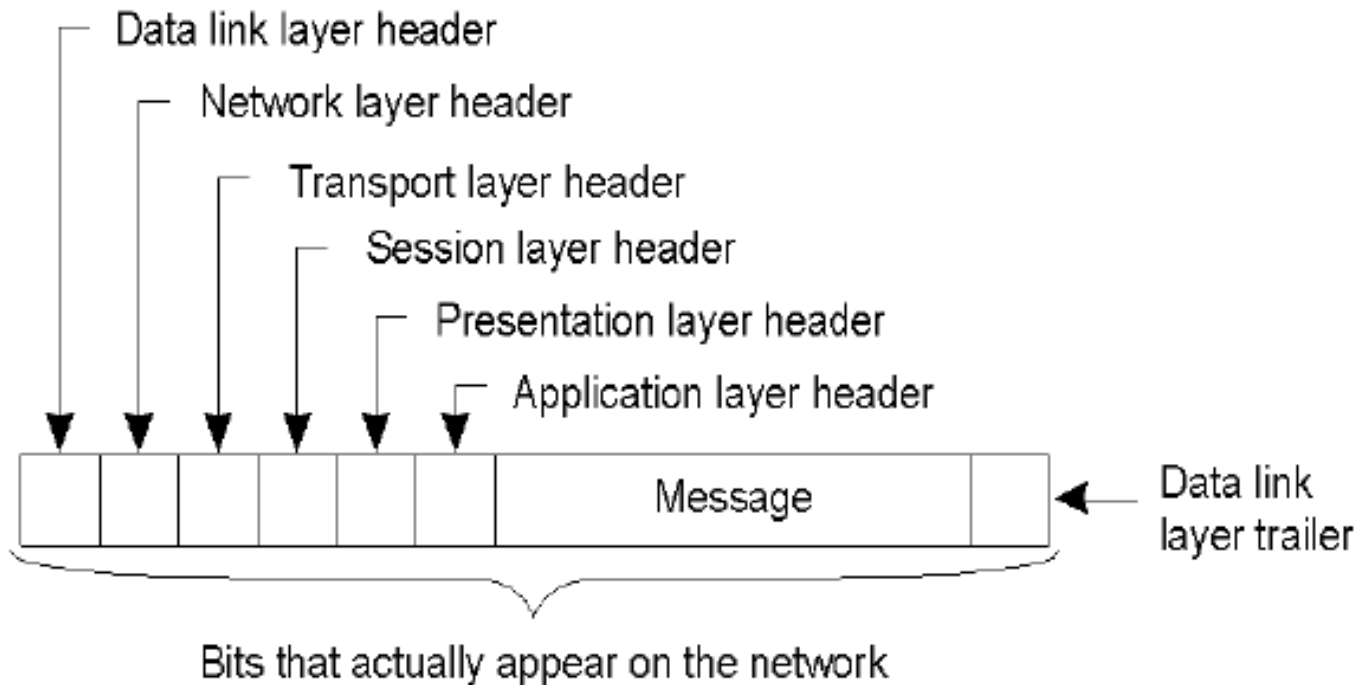 Data link layer header
Network layer header
Transport layer header
Session layer header
Presentation layer header
Application layer header
Message
Data link
layer trailer
Bits that actually appear on the network